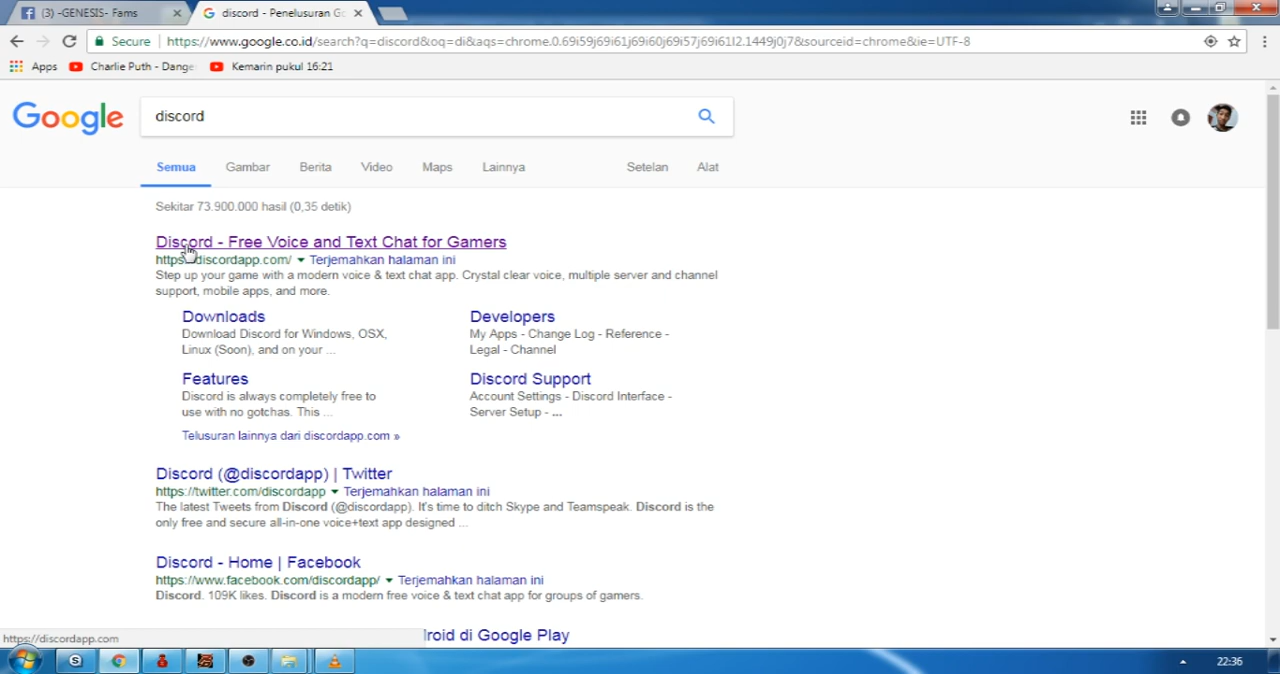 (3) -GENESIS- Fams
discord - Penelusuran Go
Secure
https://www.google.co.id/search?q=discord&oq=di&aqs=chrome.0.69i59j69i61j69i60j69i57j69i61l2.1449j0j7&sourceid=chrome&ie=UTF-8
Apps
Charlie Puth - Dange
Kemarin pukul 16:21
Google
discord
Semua
Gambar
Berita
Video
Maps
Lainnya
Setelan
Alat
Sekitar 73.900.000 hasil (0,35 detik)
Discord - Free Voice and Text Chat for Gamers
https://discordapp.com/
Terjemahkan halaman ini
Step up your game with a modern voice & text chat app. Crystal clear voice, multiple server and channel
support, mobile apps, and more.
Downloads
Download Discord for Windows, OSX,
Linux (Soon), and on your ...
Developers
My Apps - Change Log - Reference -
Legal - Channel
Features
Discord is always completely free to
use with no gotchas. This ...
Discord Support
Account Settings - Discord Interface -
Server Setup - ...
Telusuran lainnya dari discordapp.com »
Discord (@discordapp) | Twitter
https://twitter.com/discordapp
Terjemahkan halaman ini
The latest Tweets from Discord (@discordapp). It's time to ditch Skype and Teamspeak. Discord is the
only free and secure all-in-one voice+text app designed ...
Discord - Home | Facebook
https://www.facebook.com/discordapp/
Terjemahkan halaman ini
Discord. 109K likes. Discord is a modern free voice & text chat app for groups of gamers.
https://discordapp.com
di Google Play
22:36